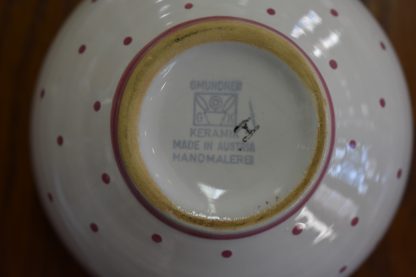 GMUNDNER
G K
KERAMIK
MADE IN AUSTRIA
HANDMALEREI